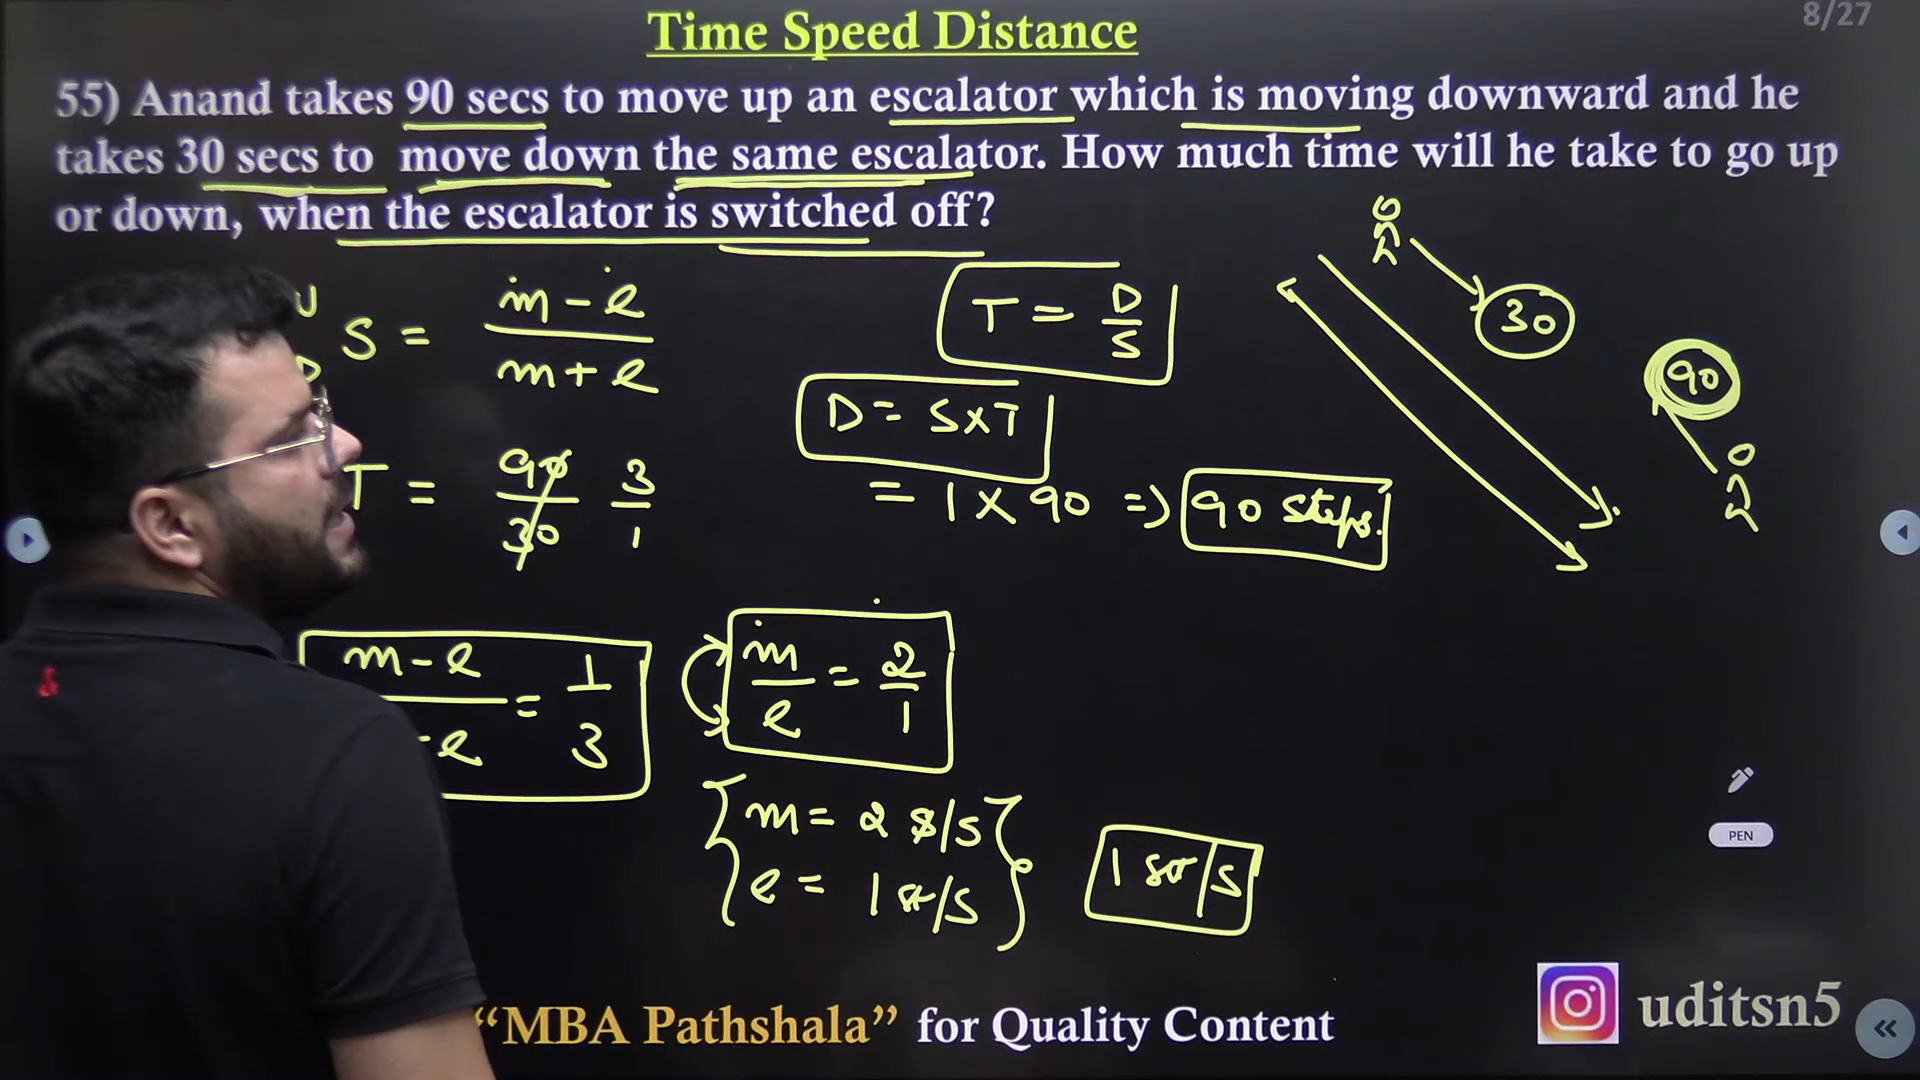 8/27
Time Speed Distance
55) Anand takes 90 secs to move up an escalator which is moving downward and he
takes 30 secs to move down the same escalator. How much time will he take to go up
or down, when the escalator is switched off?
U
D
S = m - e
m + e
T = D
S
30
90
D = S X T
= 1 X 90 => 90 steps.
T = 90 3
30 1
m - e = 1
- e 3
m = 2
e 1
m = 2 s/s
e = 1 st/s
1 st/s
PEN
“MBA Pathshala” for Quality Content
uditsn5